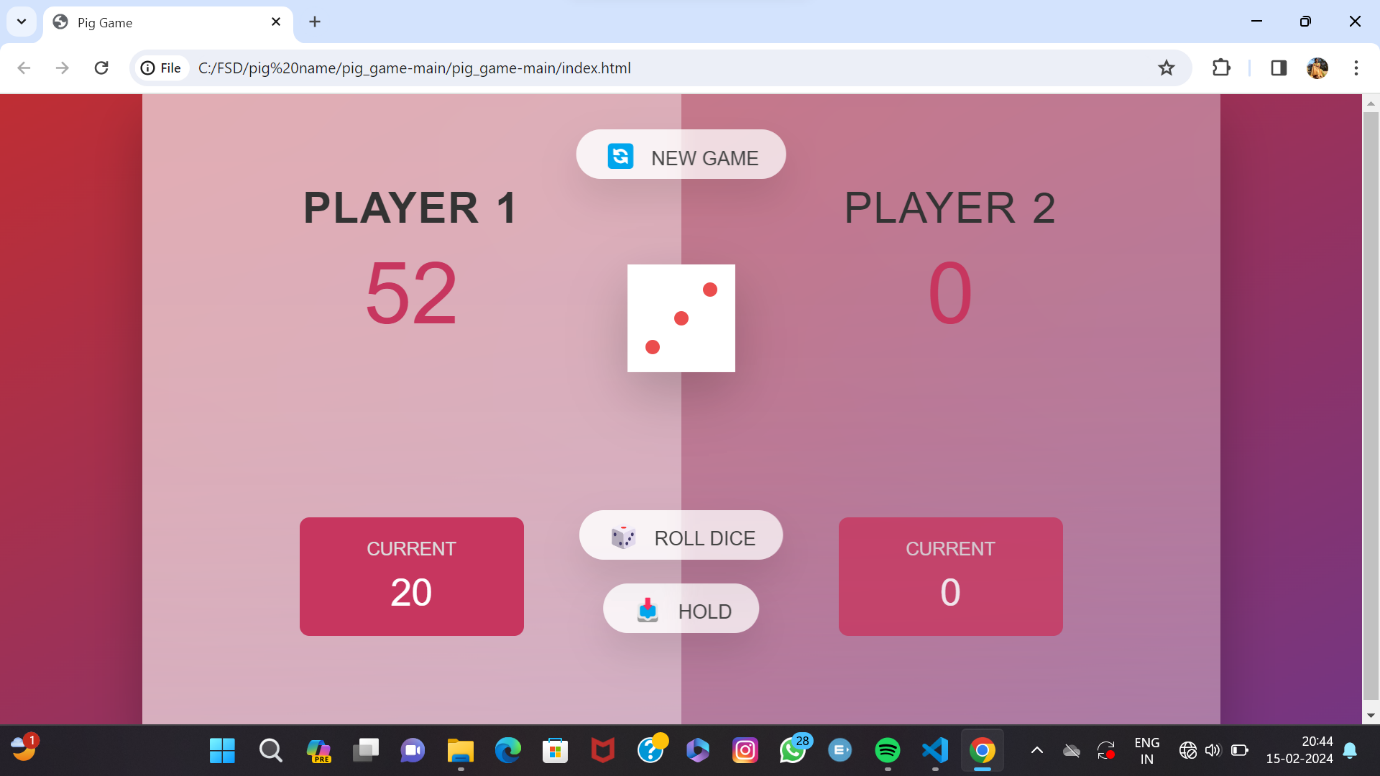 Pig Game
File
C:/FSD/pig%20name/pig_game-main/pig_game-main/index.html
NEW GAME
PLAYER 1
PLAYER 2
52
0
CURRENT
20
ROLL DICE
HOLD
CURRENT
0
1
PRE
28
ENG
IN
20:44
15-02-2024